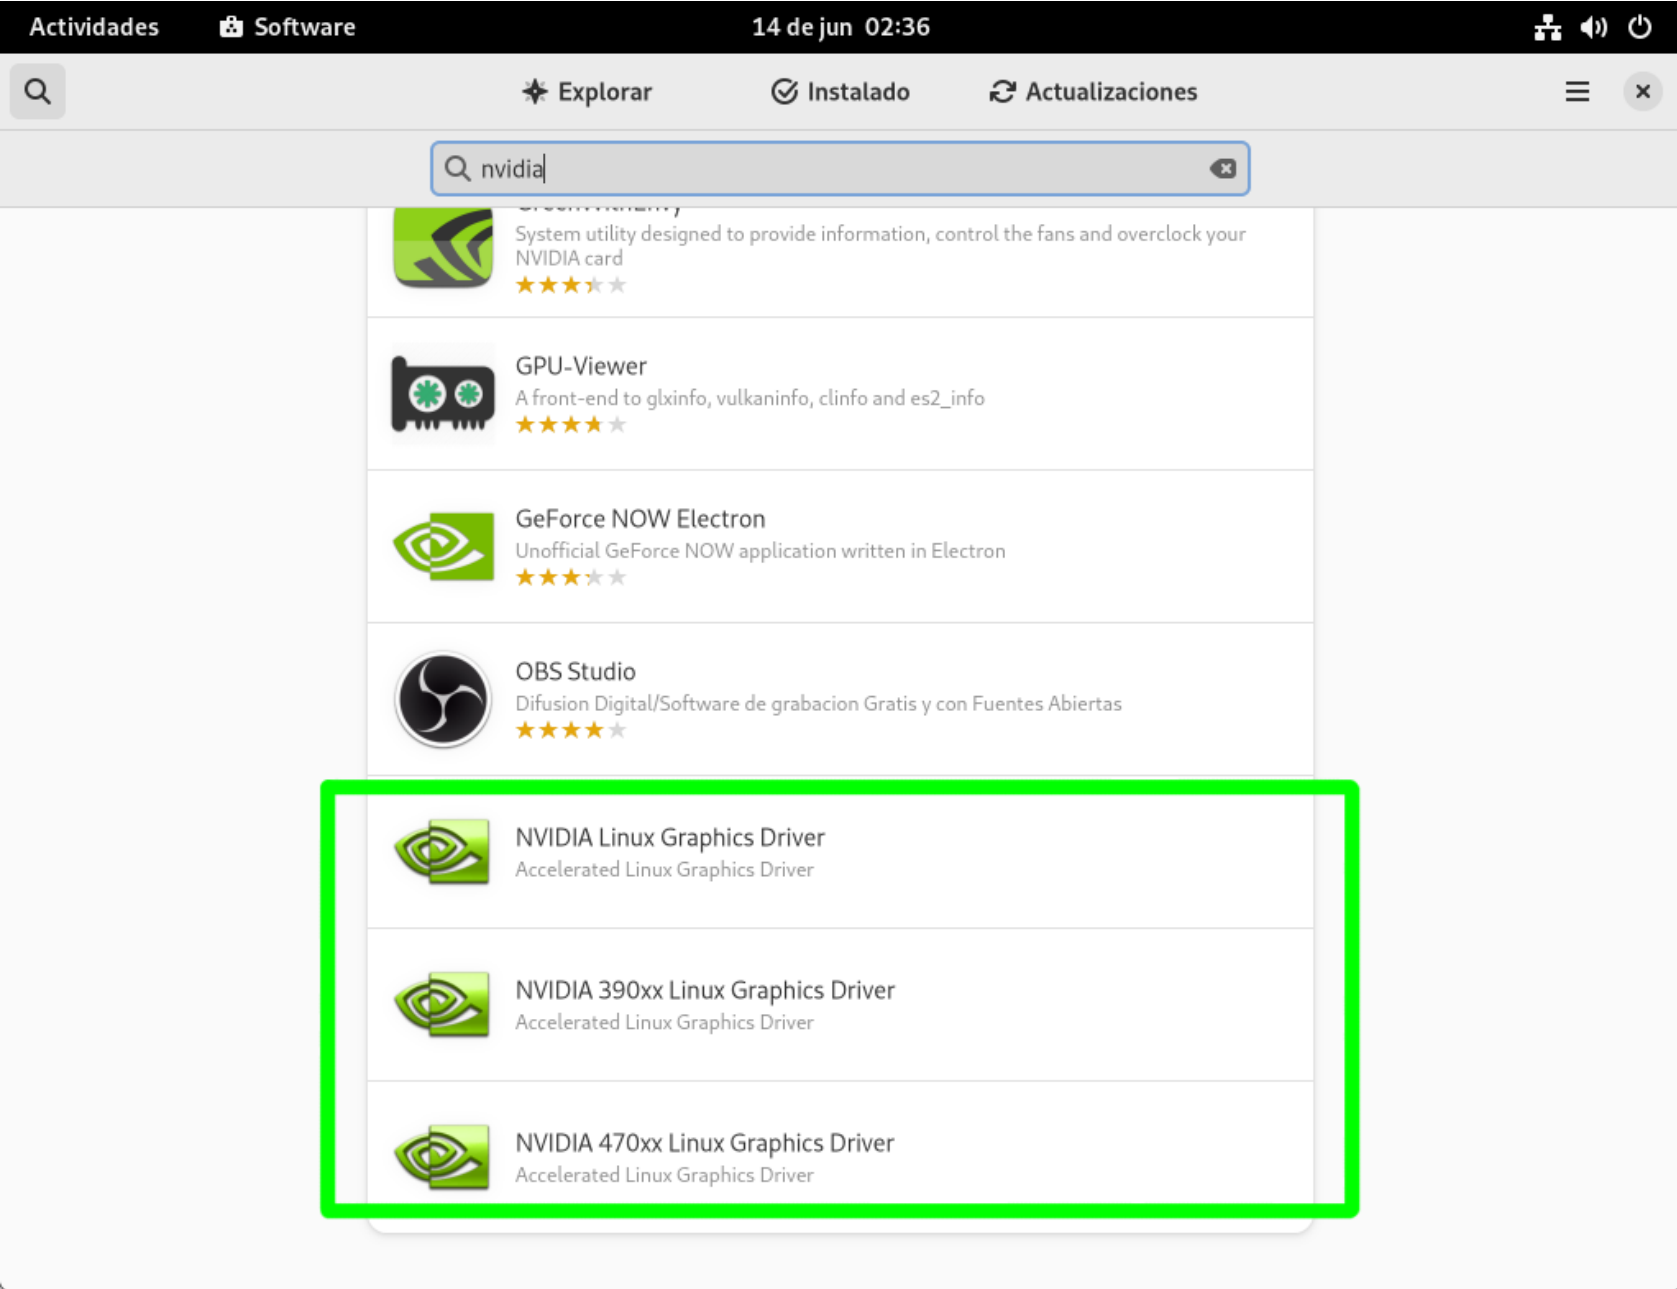 Actividades
Software
14 de jun 02:36
Explorar
Instalado
Actualizaciones
nvidia
GreenWithEnvy
System utility designed to provide information, control the fans and overclock your
NVIDIA card
GPU-Viewer
A front-end to glxinfo, vulkaninfo, clinfo and es2_info
GeForce NOW Electron
Unofficial GeForce NOW application written in Electron
OBS Studio
Difusion Digital/Software de grabacion Gratis y con Fuentes Abiertas
NVIDIA Linux Graphics Driver
Accelerated Linux Graphics Driver
NVIDIA 390xx Linux Graphics Driver
Accelerated Linux Graphics Driver
NVIDIA 470xx Linux Graphics Driver
Accelerated Linux Graphics Driver